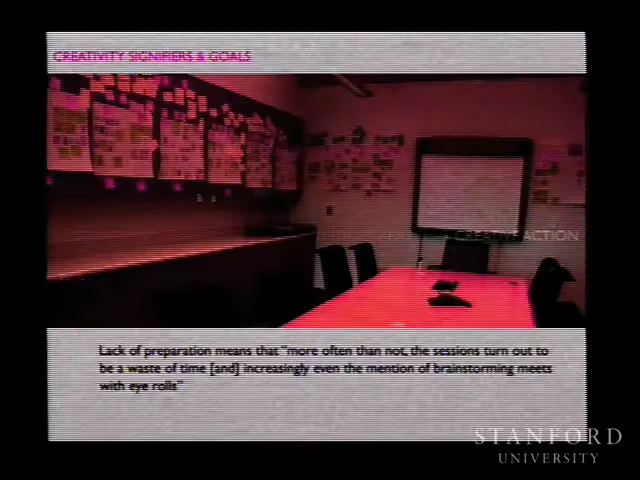 CREATIVITY SIGNIFIERS & GOALS
CREATIVE ACTION
Lack of preparation means that "more often than not, the sessions turn out to
be a waste of time [and] increasingly even the mention of brainstorming meets
with eye rolls"
STANFORD
UNIVERSITY